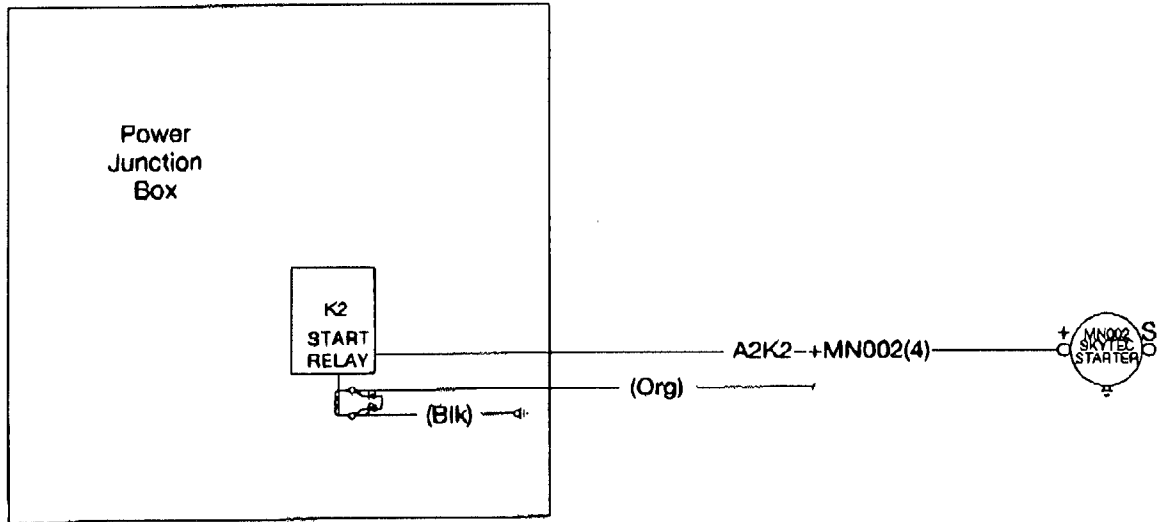 Power
Junction
Box
K2
START
RELAY
A2K2-+MN002(4)
(Org)
(Blk)
+
MN002
SKYTEC
STARTER
S